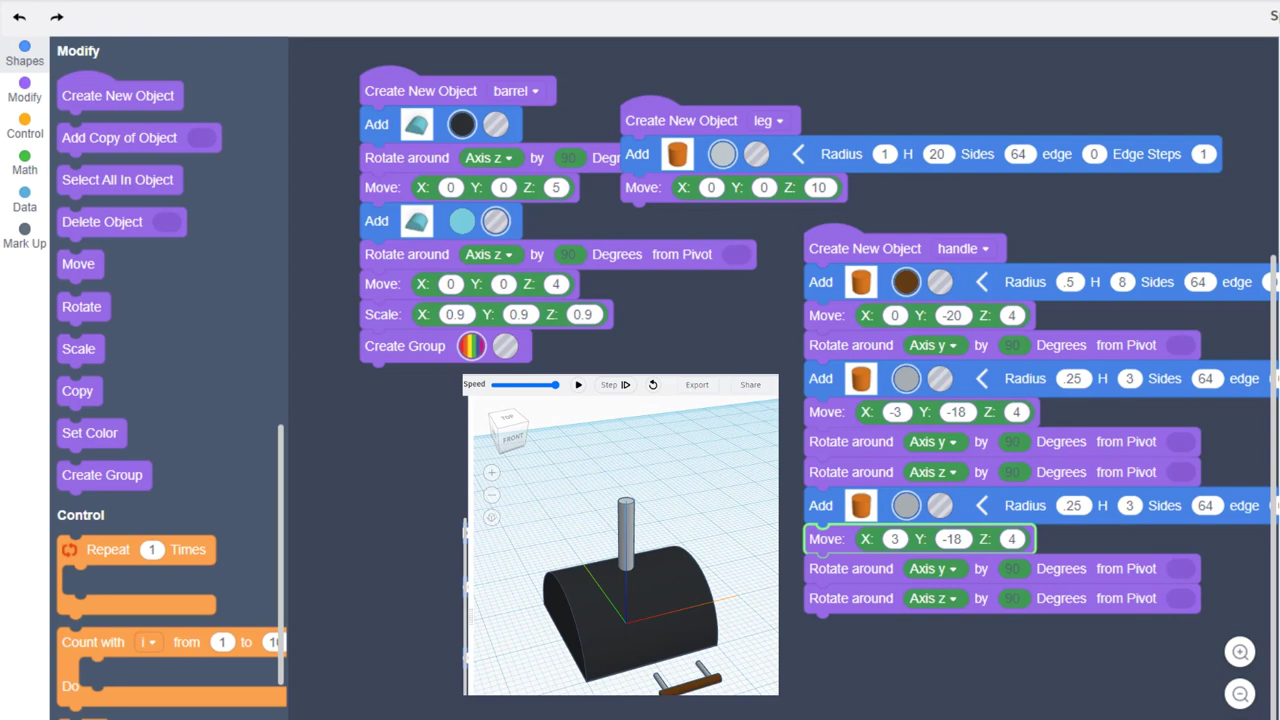 S
Shapes
Modify
Control
Math
Data
Mark Up
Modify
Create New Object
Add Copy of Object
Select All In Object
Delete Object
Move
Rotate
Scale
Copy
Set Color
Create Group
Control
Repeat 1 Times
Count with i from 1 to 10
Do
Create New Object barrel
Add
Rotate around Axis z by 90 Degr
Move: X: 0 Y: 0 Z: 5
Add
Rotate around Axis z by 90 Degrees from Pivot
Move: X: 0 Y: 0 Z: 4
Scale: X: 0.9 Y: 0.9 Z: 0.9
Create Group
Create New Object leg
Add Radius 1 H 20 Sides 64 edge 0 Edge Steps 1
Move: X: 0 Y: 0 Z: 10
Create New Object handle
Add Radius .5 H 8 Sides 64 edge
Move: X: 0 Y: -20 Z: 4
Rotate around Axis y by 90 Degrees from Pivot
Add Radius .25 H 3 Sides 64 edge
Move: X: -3 Y: -18 Z: 4
Rotate around Axis y by 90 Degrees from Pivot
Rotate around Axis z by 90 Degrees from Pivot
Add Radius .25 H 3 Sides 64 edge
Move: X: 3 Y: -18 Z: 4
Rotate around Axis y by 90 Degrees from Pivot
Rotate around Axis z by 90 Degrees from Pivot
Speed Step Export Share
TOP
FRONT